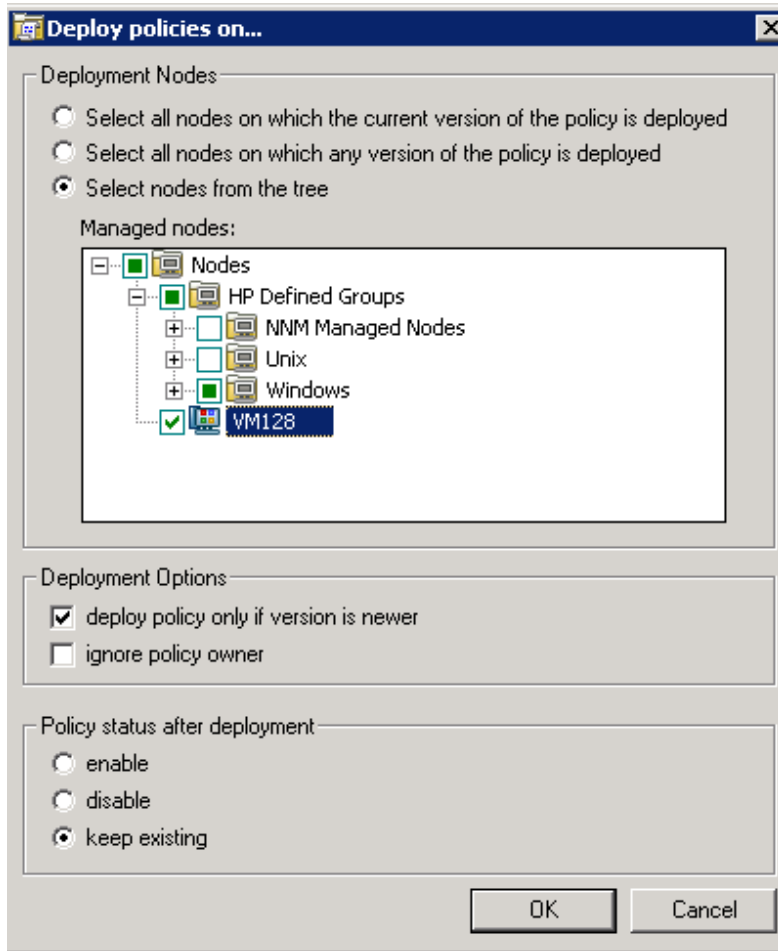 Deploy policies on...
Deployment Nodes
Select all nodes on which the current version of the policy is deployed
Select all nodes on which any version of the policy is deployed
Select nodes from the tree
Managed nodes:
Nodes
HP Defined Groups
NNM Managed Nodes
Unix
Windows
VM128
Deployment Options
deploy policy only if version is newer
ignore policy owner
Policy status after deployment
enable
disable
keep existing
OK Cancel